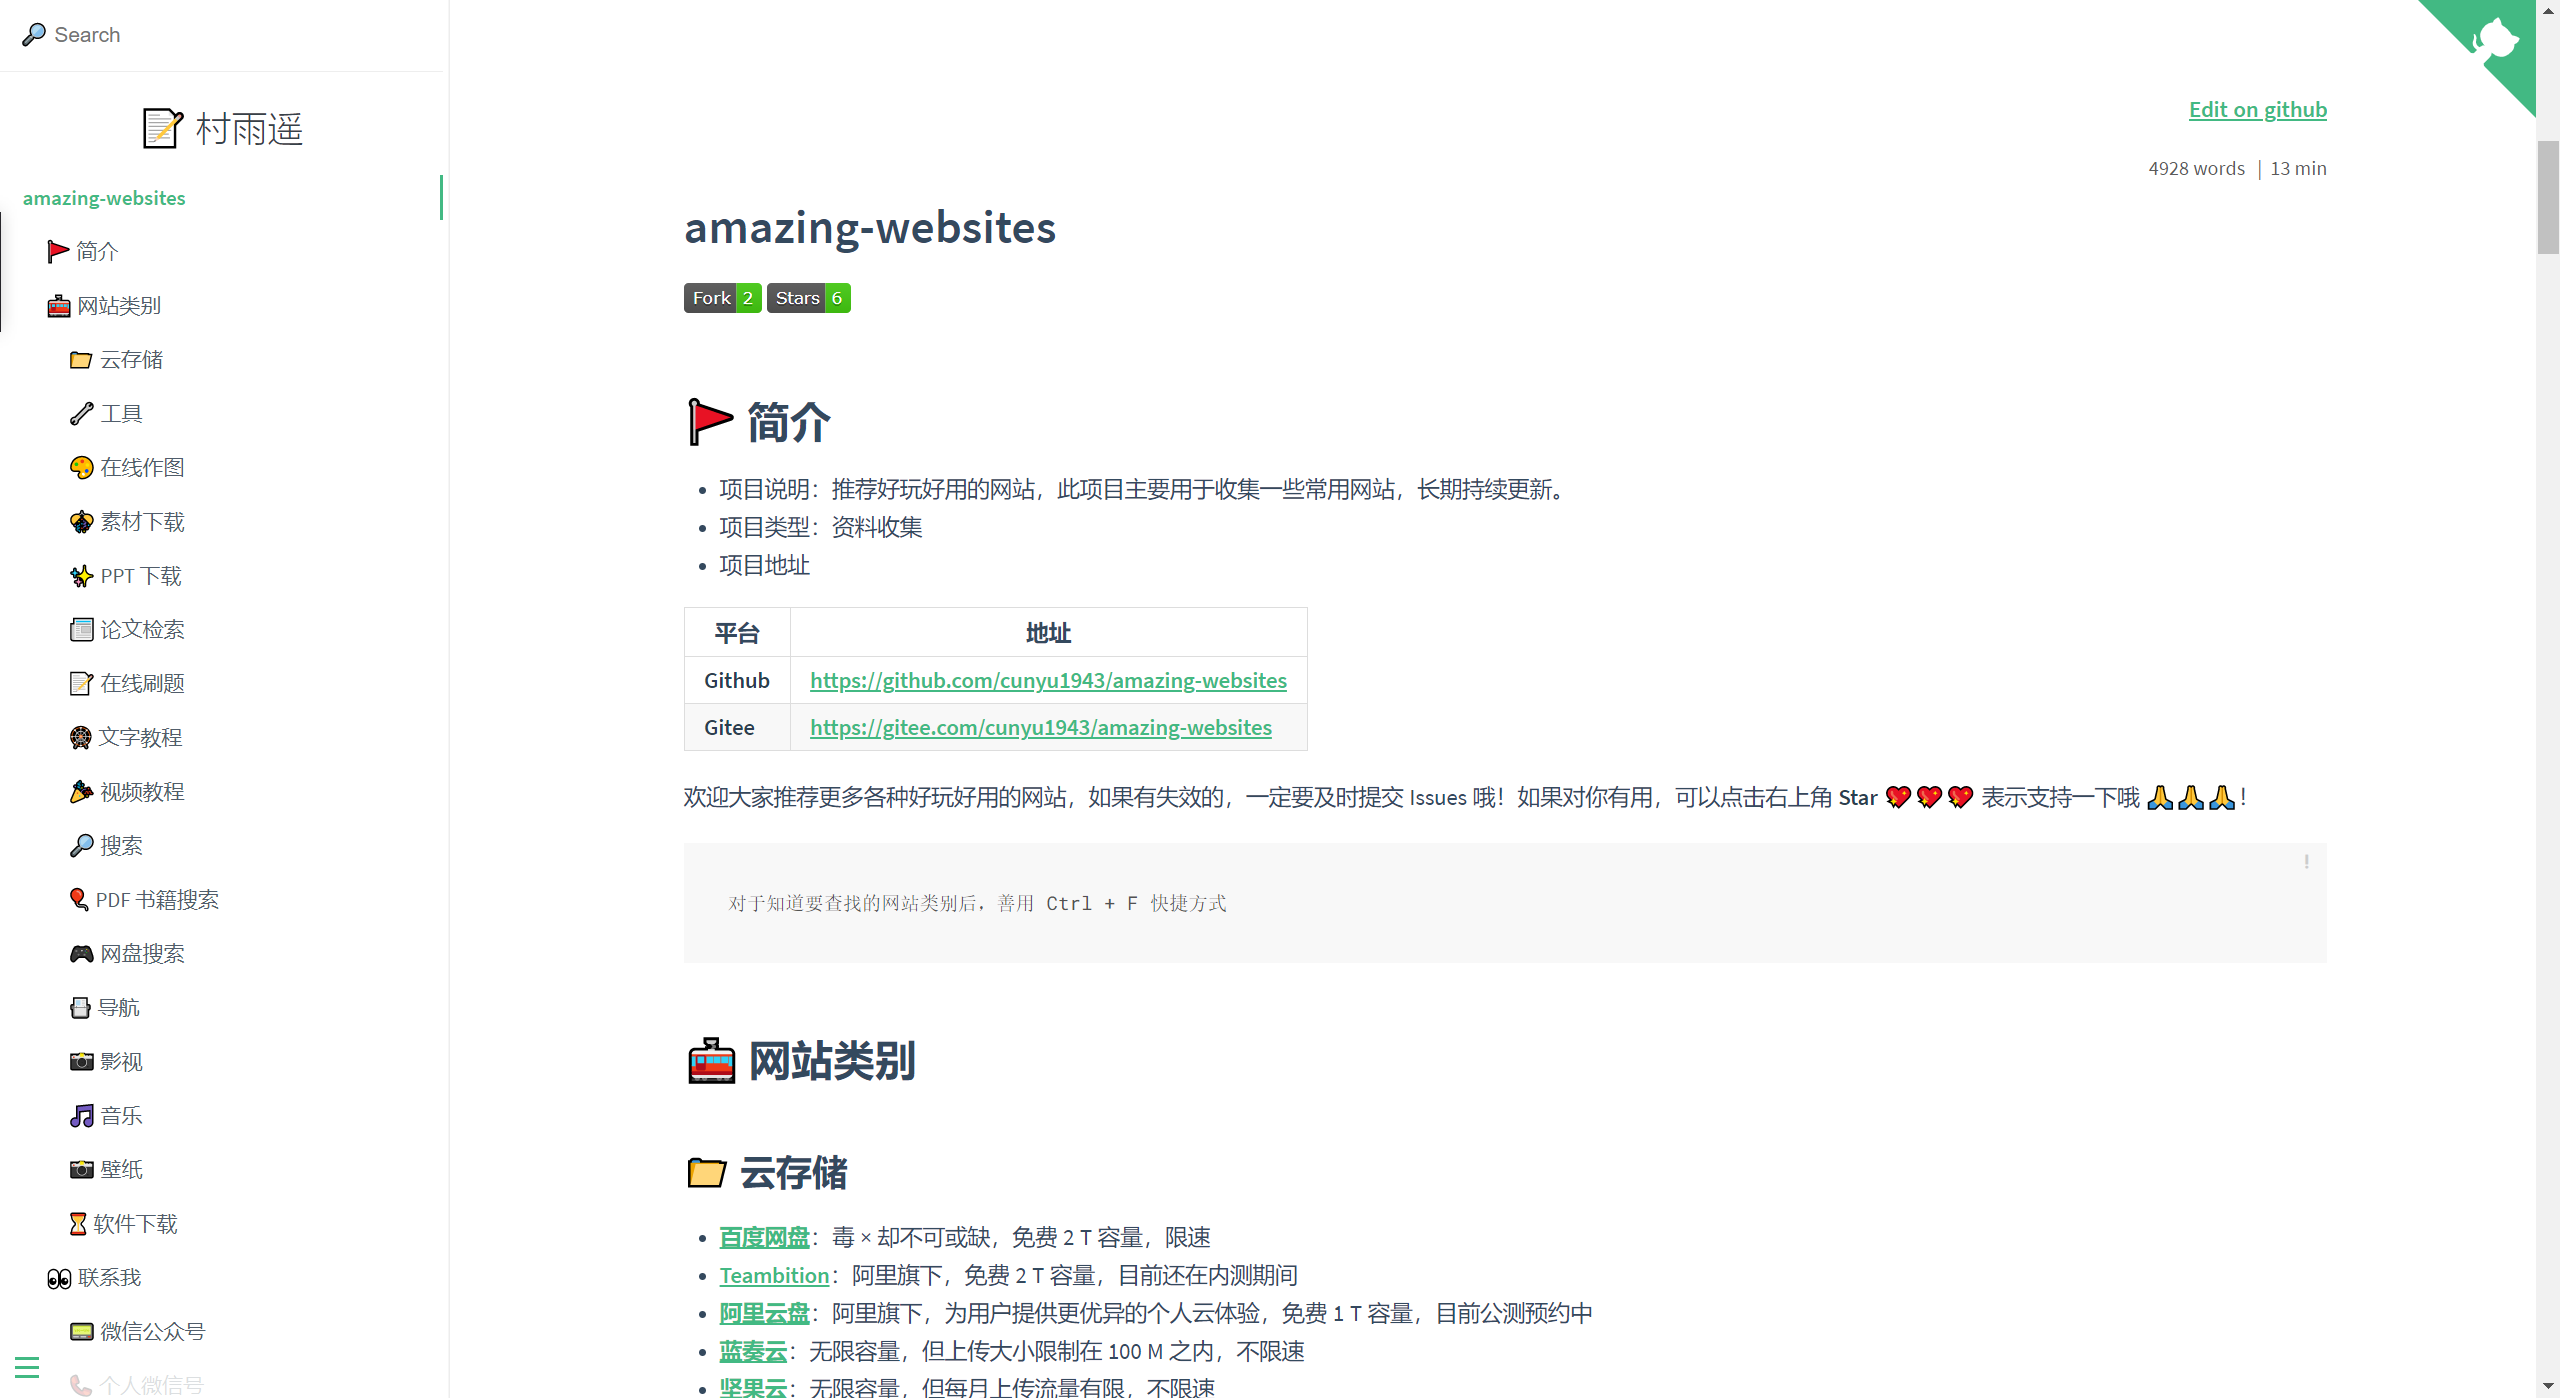 Search
村雨遥
amazing-websites
简介
网站类别
云存储
工具
在线作图
素材下载
PPT 下载
论文检索
在线刷题
文字教程
视频教程
搜索
PDF 书籍搜索
网盘搜索
导航
影视
音乐
壁纸
软件下载
联系我
微信公众号
个人微信号
Edit on github
4928 words | 13 min
amazing-websites
Fork 2 Stars 6
简介
项目说明：推荐好玩好用的网站，此项目主要用于收集一些常用网站，长期持续更新。
项目类型：资料收集
项目地址
平台 地址
Github https://github.com/cunyu1943/amazing-websites
Gitee https://gitee.com/cunyu1943/amazing-websites
欢迎大家推荐更多各种好玩好用的网站，如果有失效的，一定要及时提交 Issues 哦！如果对你有用，可以点击右上角 Star 💖💖💖 表示支持一下哦 🙏🙏🙏！
!
对于知道要查找的网站类别后，善用 Ctrl + F 快捷方式
网站类别
云存储
百度网盘：毒 × 却不可或缺，免费 2 T 容量，限速
Teambition：阿里旗下，免费 2 T 容量，目前还在内测期间
阿里云盘：阿里旗下，为用户提供更优异的个人云体验，免费 1 T 容量，目前公测预约中
蓝奏云：无限容量，但上传大小限制在 100 M 之内，不限速
坚果云：无限容量，但每月上传流量有限，不限速